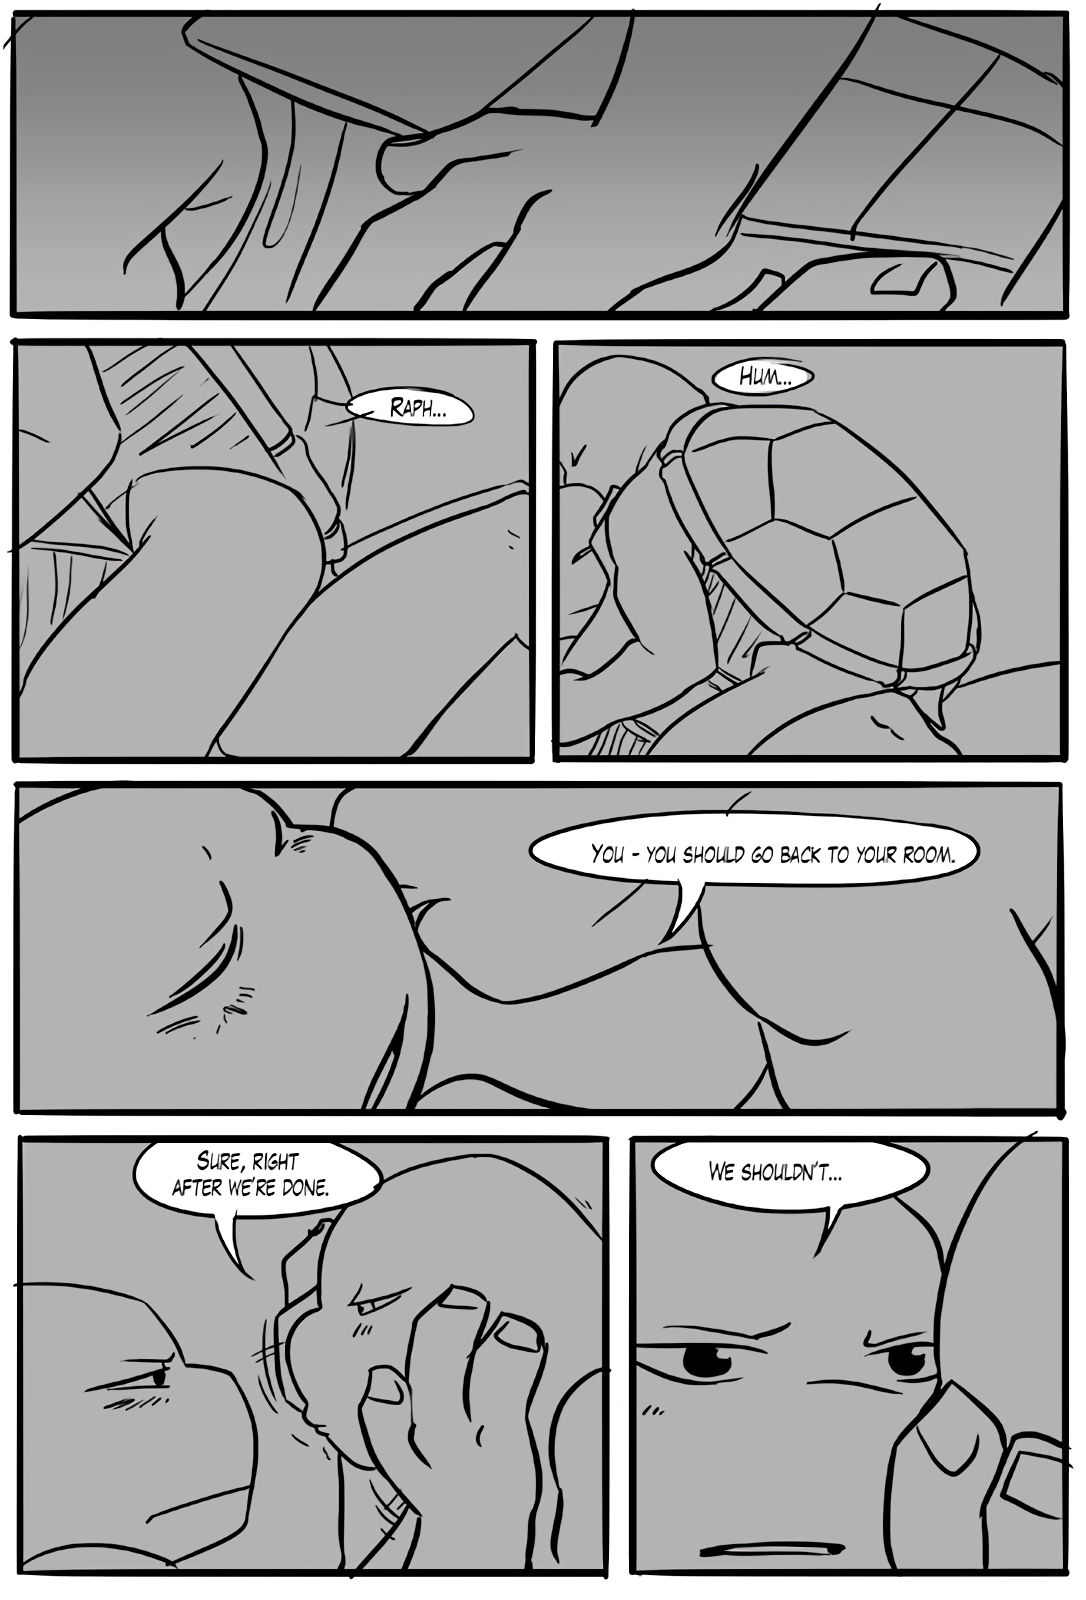 Raph...
Hum...
You - you should go back to your room.
Sure, right
after we're done.
We shouldn't...